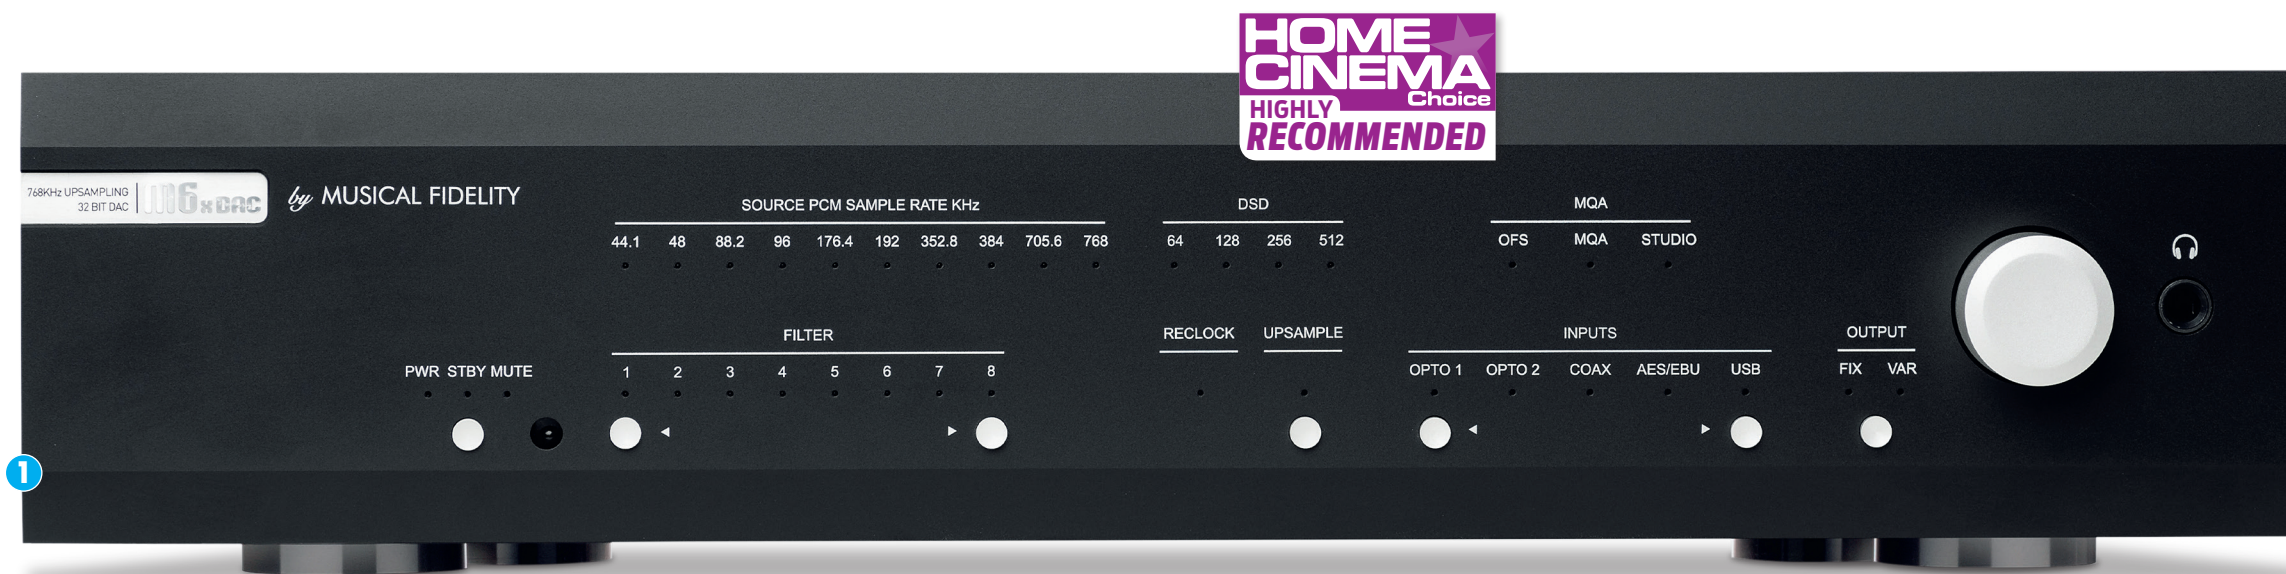 HOME
CINEMA
Choice
HIGHLY
RECOMMENDED
768KHz UPSAMPLING
32 BIT DAC
M6xDAC
by MUSICAL FIDELITY
SOURCE PCM SAMPLE RATE KHz
44.1 48 88.2 96 176.4 192 352.8 384 705.6 768
DSD
64 128 256 512
MQA
OFS MQA STUDIO
PWR STBY MUTE
FILTER
1 2 3 4 5 6 7 8
RECLOCK UPSAMPLE
INPUTS
OPTO 1 OPTO 2 COAX AES/EBU USB
OUTPUT
FIX VAR
1